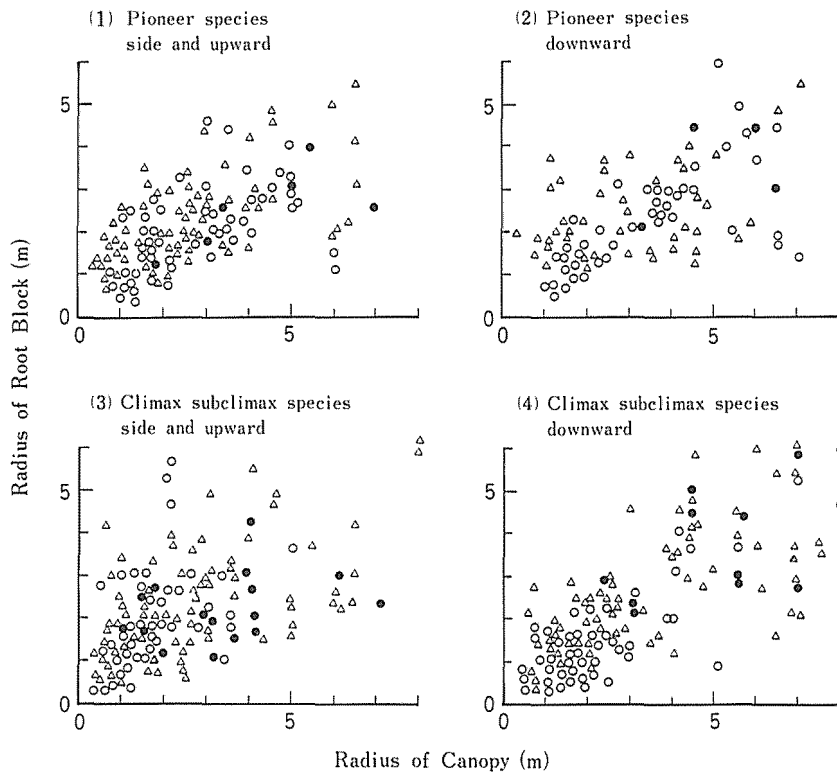 (1) Pioneer species
side and upward
(2) Pioneer species
downward
5
0
0
5
5
0
0
5
(3) Climax subclimax species
side and upward
(4) Climax subclimax species
downward
5
0
0
5
5
0
0
5
Radius of Root Block (m)
Radius of Canopy (m)